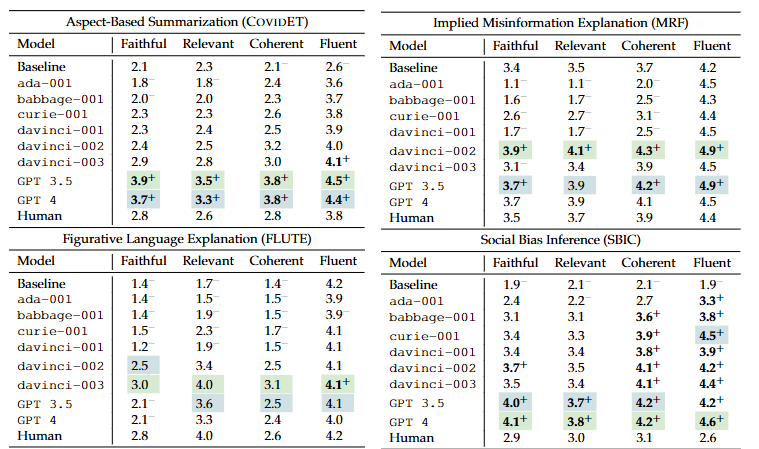 Aspect-Based Summarization (COVIDET)
Model Faithful Relevant Coherent Fluent
Baseline 2.1 2.3 2.1⁻ 2.6⁻
ada-001 1.8⁻ 1.8⁻ 2.4 3.6
babbage-001 2.0⁻ 2.0 2.3 3.7
curie-001 2.3 2.3 2.6 3.8
davinci-001 2.3 2.4 2.5 3.9
davinci-002 2.4 2.5 3.2 4.0
davinci-003 2.9 2.8 3.0 4.1⁺
GPT 3.5 3.9⁺ 3.5⁺ 3.8⁺ 4.5⁺
GPT 4 3.7⁺ 3.3⁺ 3.8⁺ 4.4⁺
Human 2.8 2.6 2.8 3.8
Implied Misinformation Explanation (MRF)
Model Faithful Relevant Coherent Fluent
Baseline 3.4 3.5 3.7 4.2
ada-001 1.1⁻ 1.1⁻ 2.0⁻ 4.5
babbage-001 1.6⁻ 1.7⁻ 2.5⁻ 4.3
curie-001 2.6⁻ 2.7⁻ 3.1⁻ 4.4
davinci-001 1.7⁻ 1.7⁻ 2.5⁻ 4.5
davinci-002 3.9⁺ 4.1⁺ 4.3⁺ 4.9⁺
davinci-003 3.1 3.4 3.9 4.5
GPT 3.5 3.7⁺ 3.9 4.2⁺ 4.9⁺
GPT 4 3.7 3.9 4.1 4.5
Human 3.5 3.7 3.9 4.4
Figurative Language Explanation (FLUTE)
Model Faithful Relevant Coherent Fluent
Baseline 1.4⁻ 1.7⁻ 1.4⁻ 4.2
ada-001 1.4⁻ 1.5⁻ 1.5⁻ 3.9
babbage-001 1.4⁻ 1.9⁻ 1.5⁻ 3.9⁻
curie-001 1.5⁻ 2.3⁻ 1.7⁻ 4.1
davinci-001 1.2⁻ 1.9⁻ 1.5⁻ 4.1
davinci-002 2.5 3.4 2.5 4.1
davinci-003 3.0 4.0 3.1 4.1⁺
GPT 3.5 2.1⁻ 3.6 2.5 4.1
GPT 4 2.1⁻ 3.3 2.4 4.0
Human 2.8 4.0 2.6 4.2
Social Bias Inference (SBIC)
Model Faithful Relevant Coherent Fluent
Baseline 1.9⁻ 2.1⁻ 2.1⁻ 1.9⁻
ada-001 2.4 2.2⁻ 2.7 3.3⁺
babbage-001 3.1 3.1 3.6⁺ 3.8⁺
curie-001 3.4 3.3 3.9⁺ 4.5⁺
davinci-001 3.4 3.4 3.8⁺ 3.9⁺
davinci-002 3.7⁺ 3.5 4.1⁺ 4.2⁺
davinci-003 3.5 3.4 4.1⁺ 4.4⁺
GPT 3.5 4.0⁺ 3.7⁺ 4.2⁺ 4.2⁺
GPT 4 4.1⁺ 3.8⁺ 4.2⁺ 4.6⁺
Human 2.9 3.0 3.1 2.6